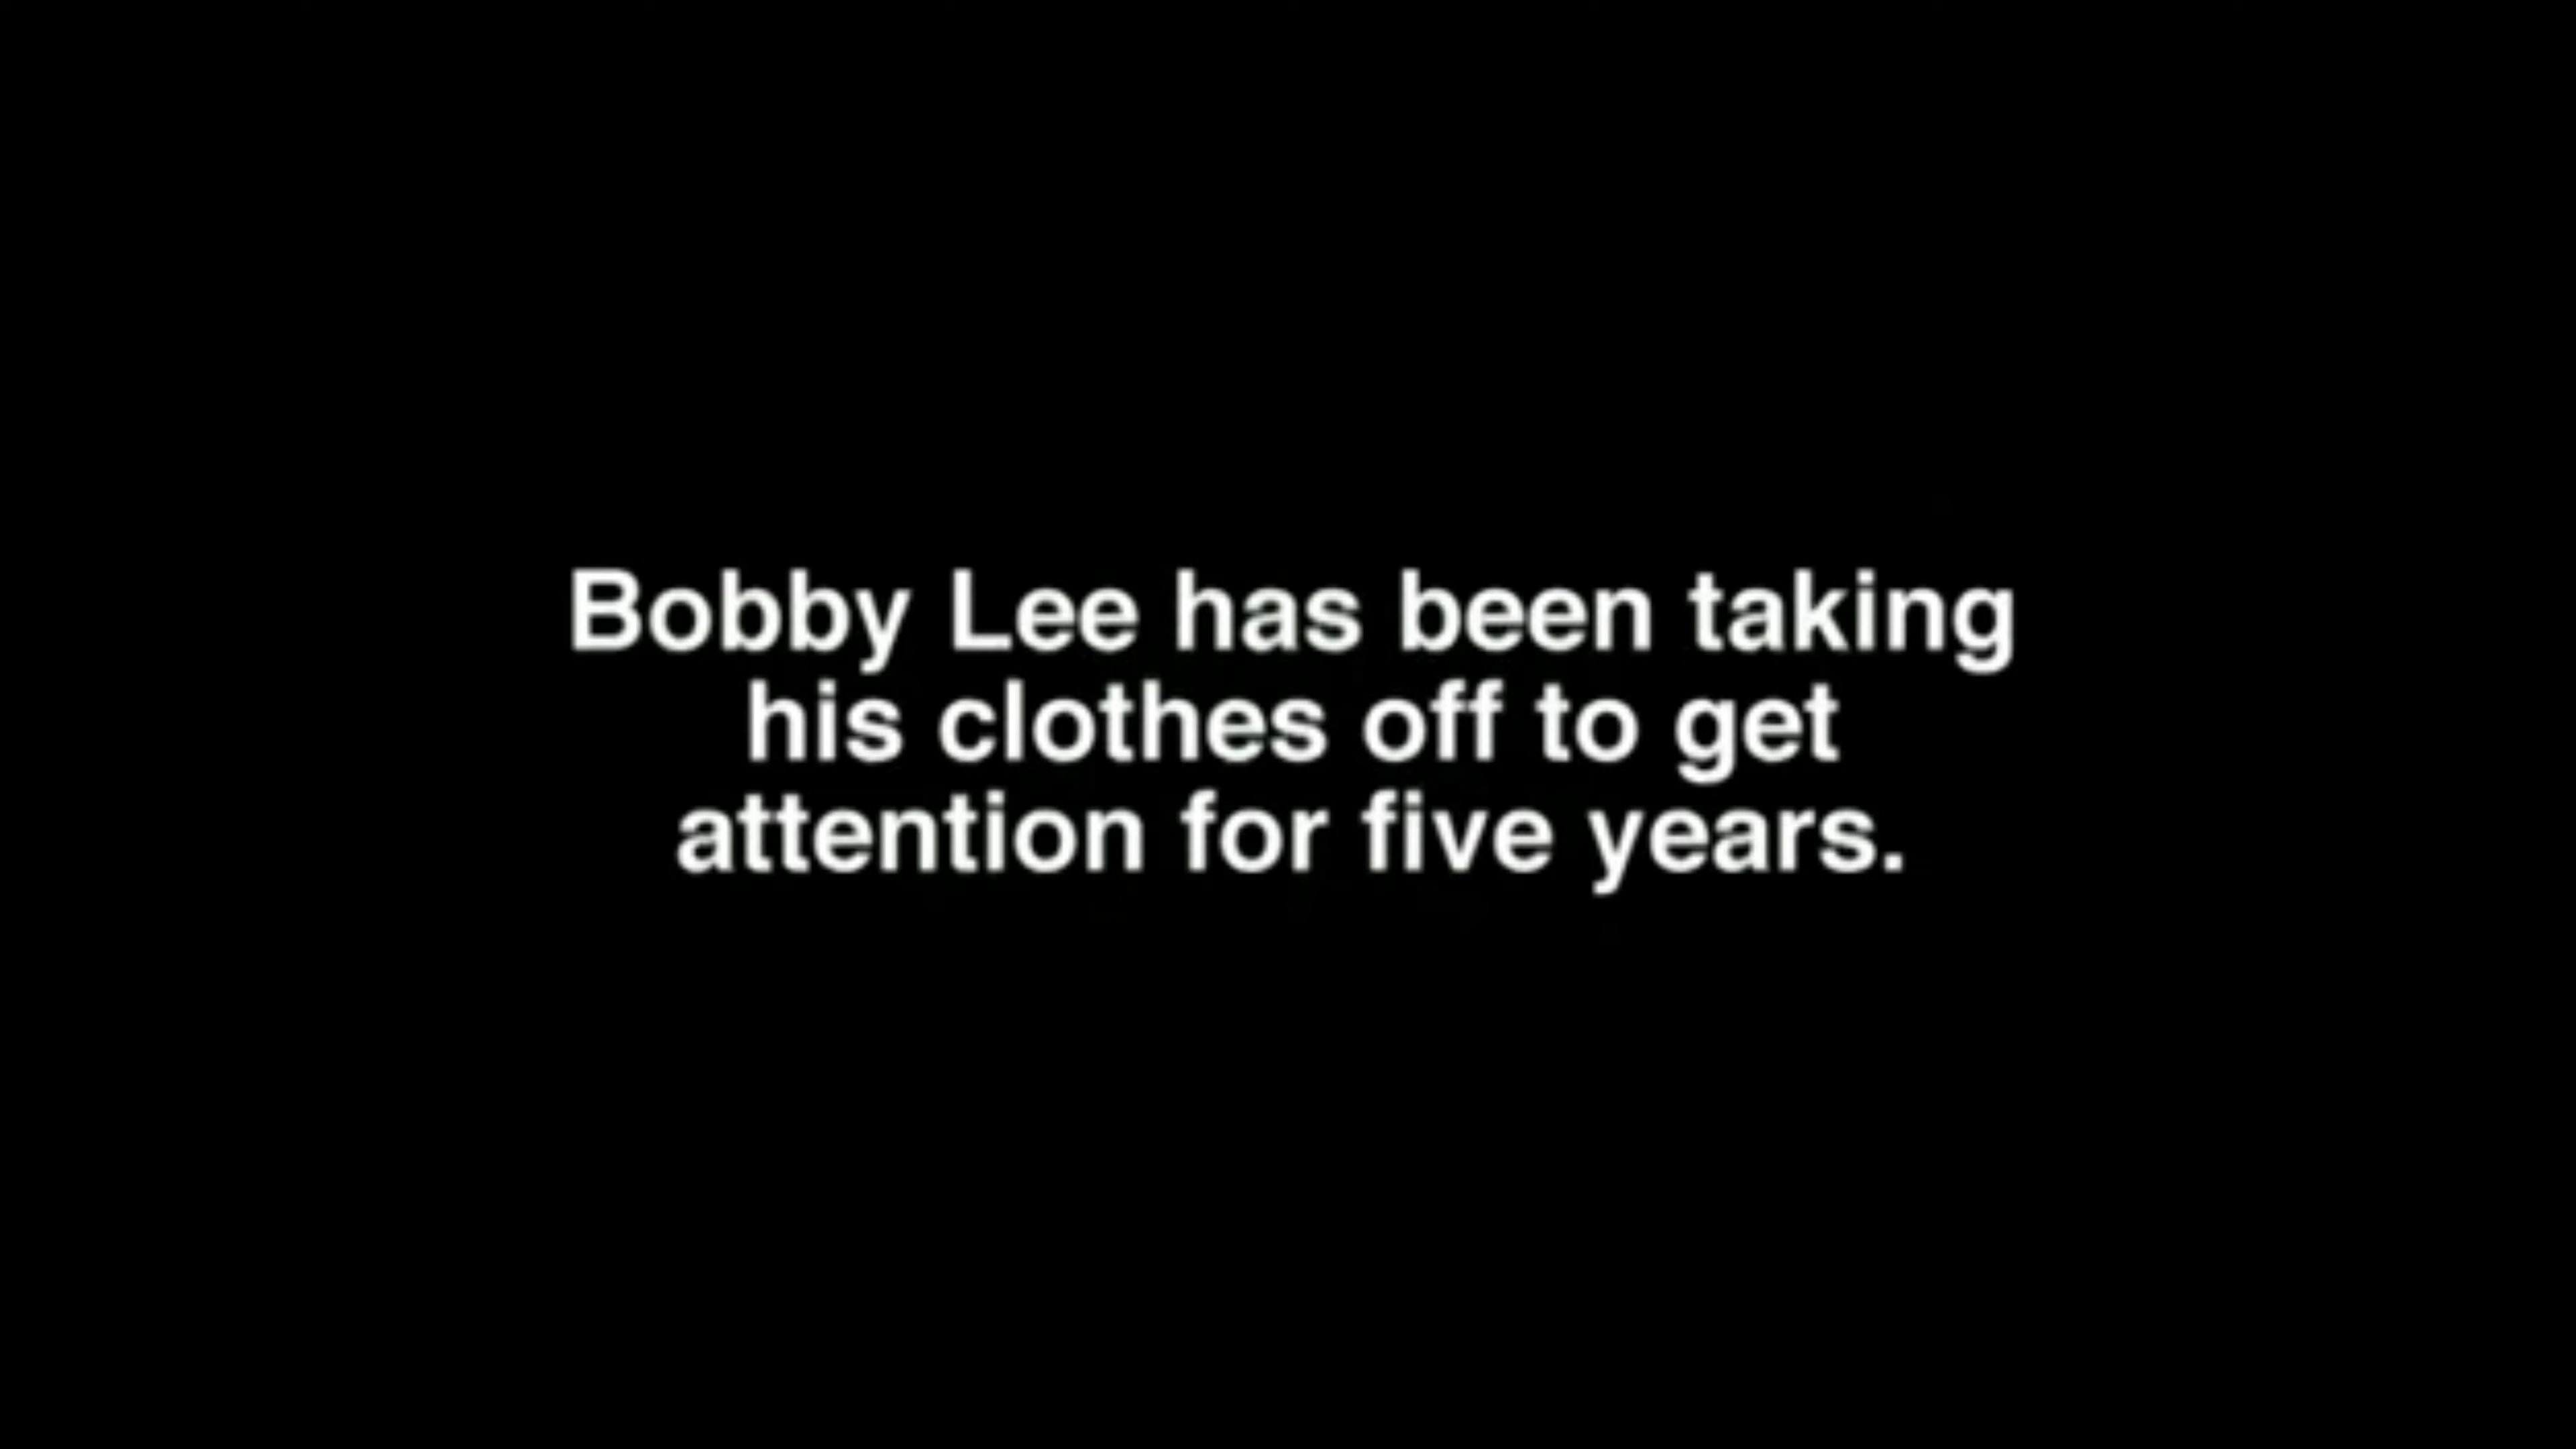 Bobby Lee has been taking
his clothes off to get
attention for five years.